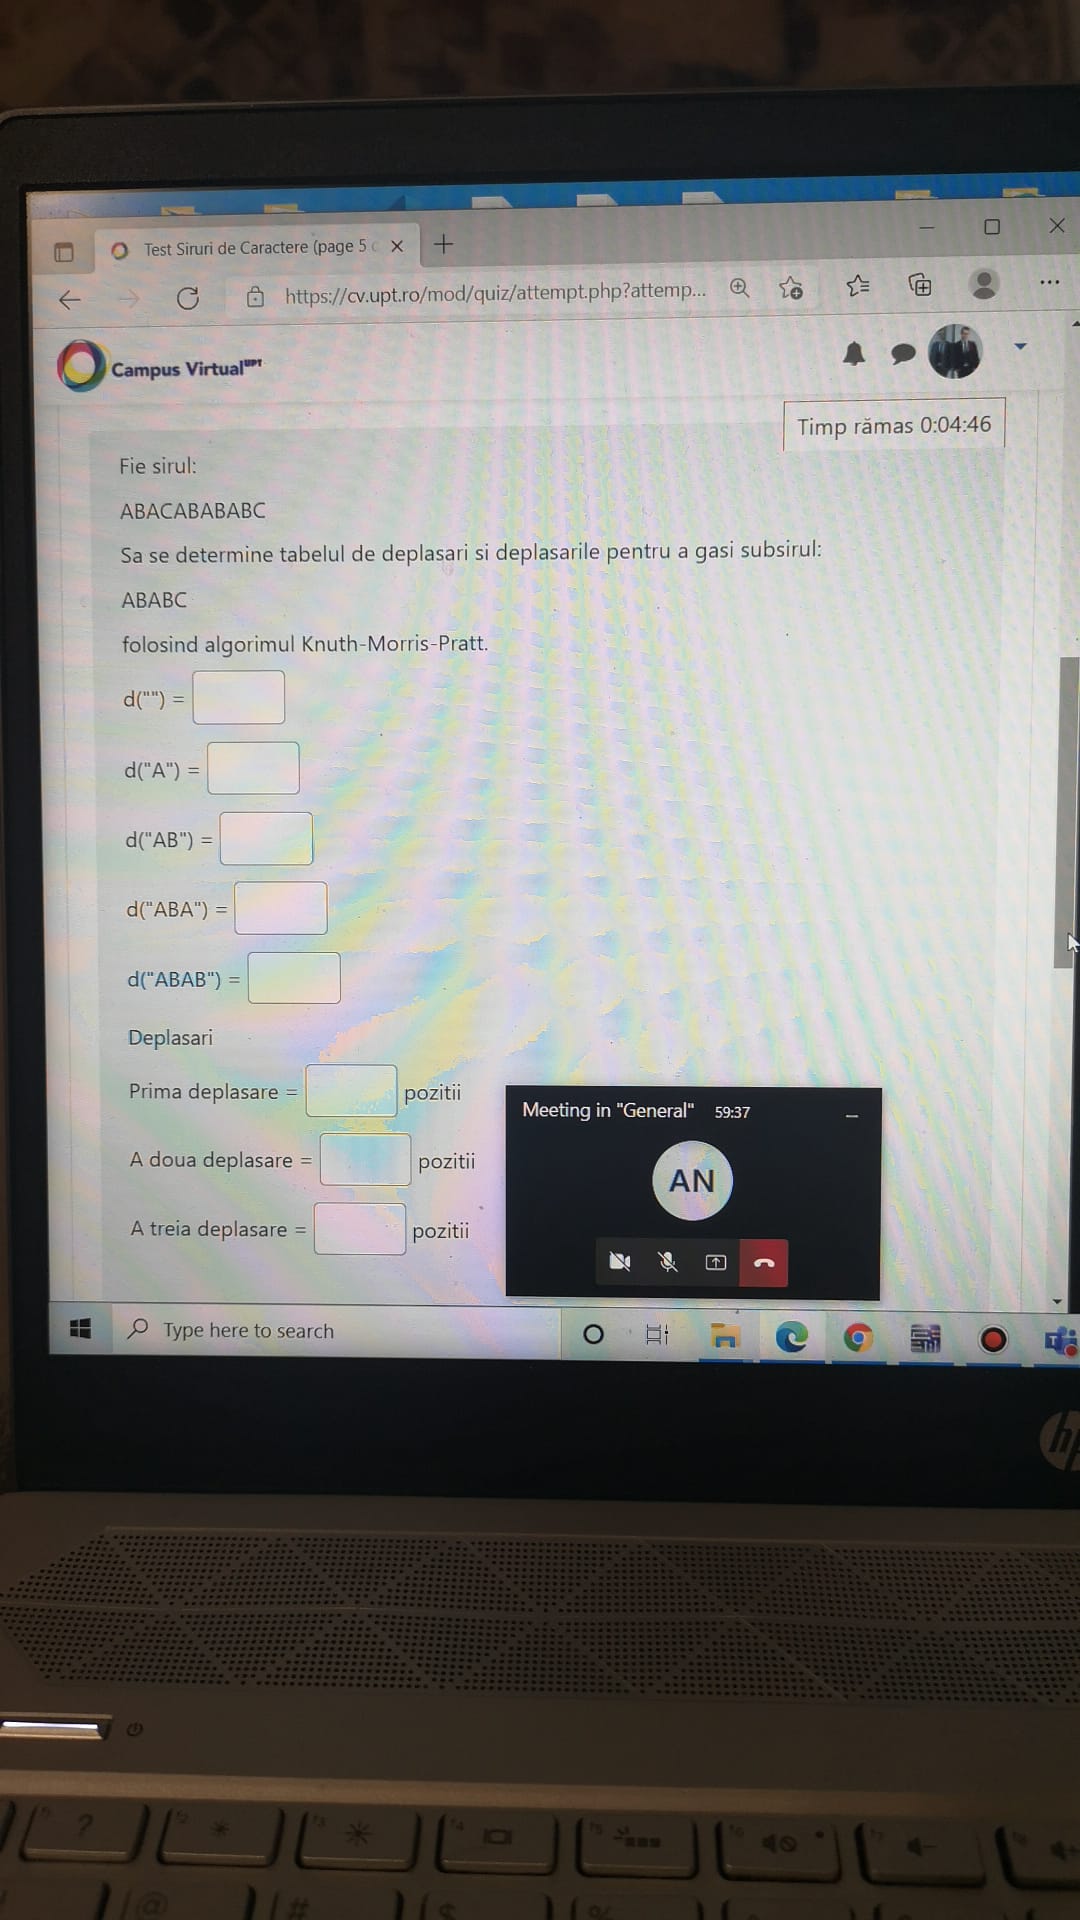 Test Siruri de Caractere (page 5
https://cv.upt.ro/mod/quiz/attempt.php?attemp...
Campus Virtual UPT
Timp rămas 0:04:46
Fie sirul:
ABACABABABC
Sa se determine tabelul de deplasari si deplasarile pentru a gasi subsirul:
ABABC
folosind algorimul Knuth-Morris-Pratt.
d("") =
d("A") =
d("AB") =
d("ABA") =
d("ABAB") =
Deplasari
Prima deplasare = pozitii
A doua deplasare = pozitii
A treia deplasare = pozitii
Meeting in "General" 59:37
AN
Type here to search
hp
?
@ # $ %